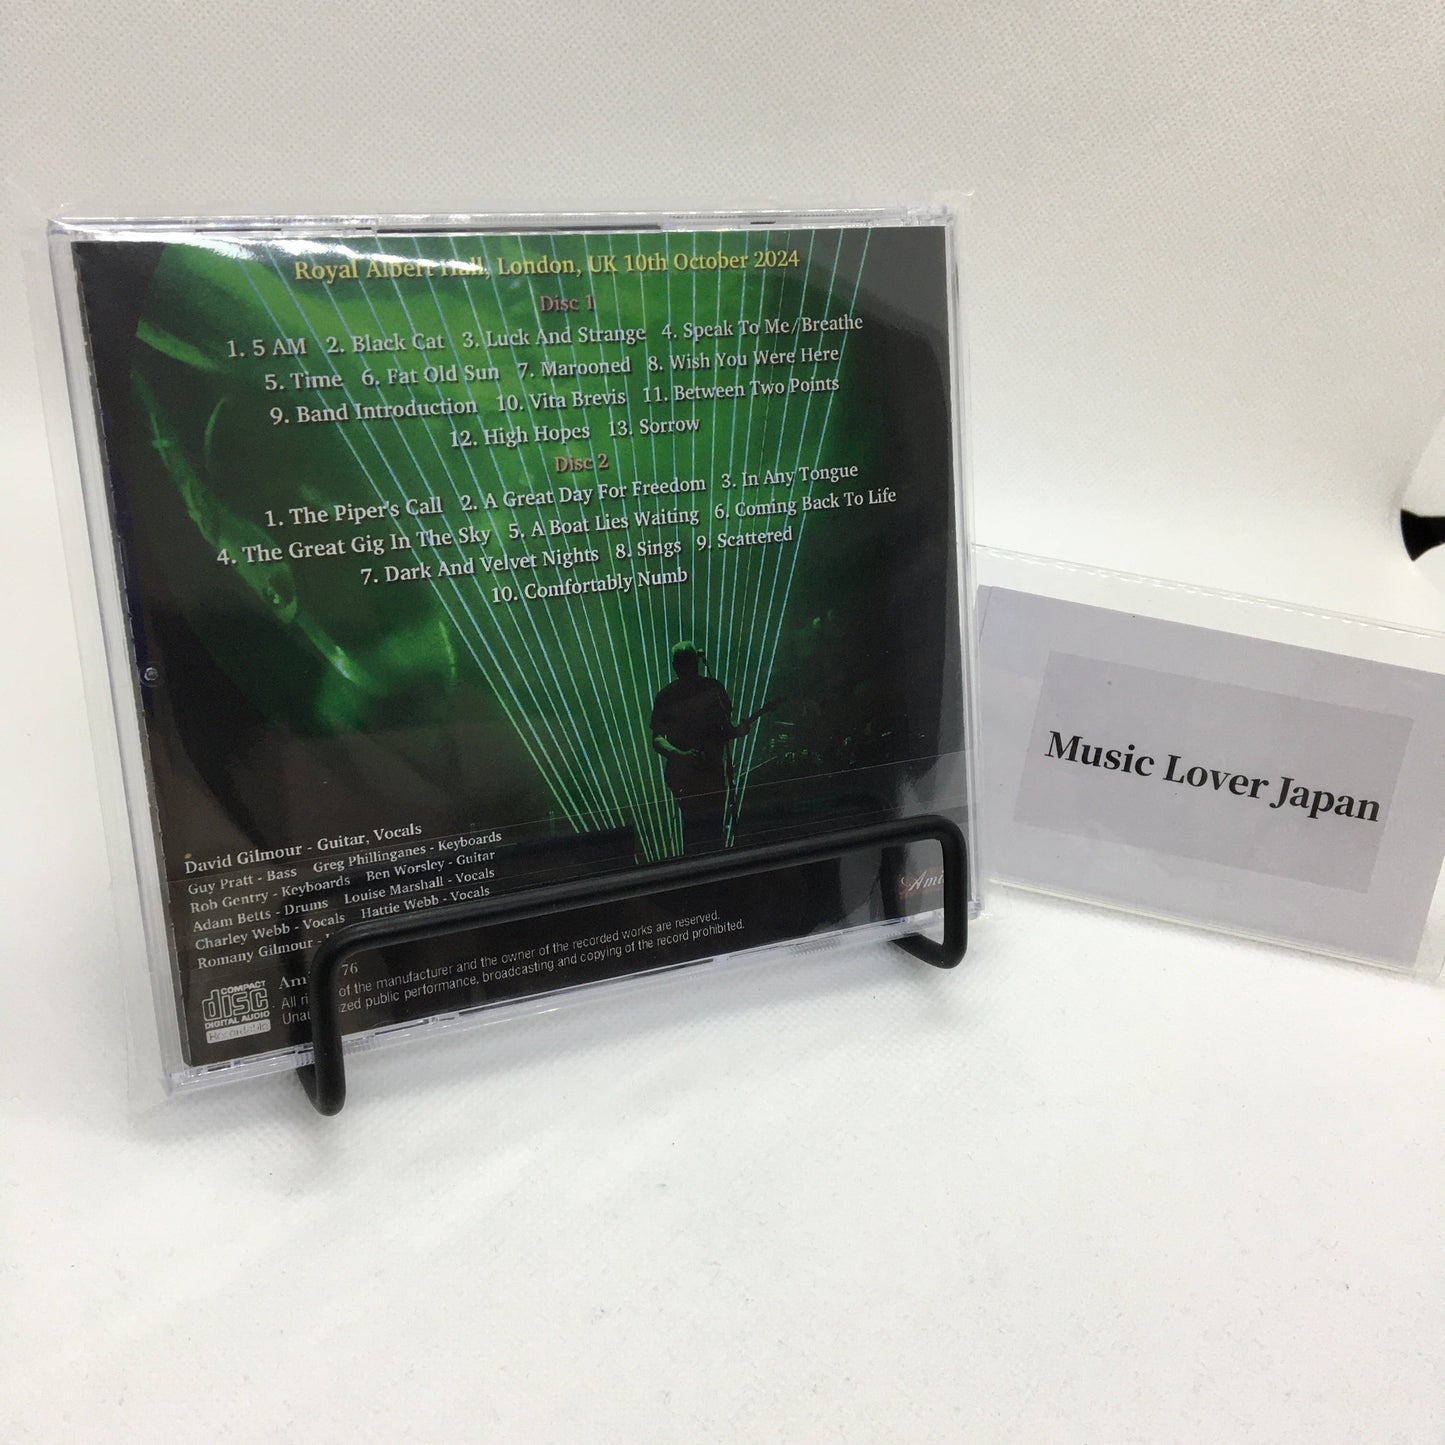 Royal Albert Hall, London, UK 10th October 2024
Disc 1
1. 5 AM 2. Black Cat 3. Luck And Strange 4. Speak To Me/Breathe
5. Time 6. Fat Old Sun 7. Marooned 8. Wish You Were Here
9. Band Introduction 10. Vita Brevis 11. Between Two Points
12. High Hopes 13. Sorrow
Disc 2
1. The Piper's Call 2. A Great Day For Freedom 3. In Any Tongue
4. The Great Gig In The Sky 5. A Boat Lies Waiting 6. Coming Back To Life
7. Dark And Velvet Nights 8. Sings 9. Scattered
10. Comfortably Numb
David Gilmour - Guitar, Vocals
Guy Pratt - Bass Greg Phillinganes - Keyboards
Rob Gentry - Keyboards Ben Worsley - Guitar
Adam Betts - Drums Louise Marshall - Vocals
Charley Webb - Vocals Hattie Webb - Vocals
Romany Gilmour -
Ami
76
All of the manufacturer and the owner of the recorded works are reserved.
public performance, broadcasting and copying of the record prohibited.
COMPACT
disc
DIGITAL AUDIO
Recordable
Music Lover Japan